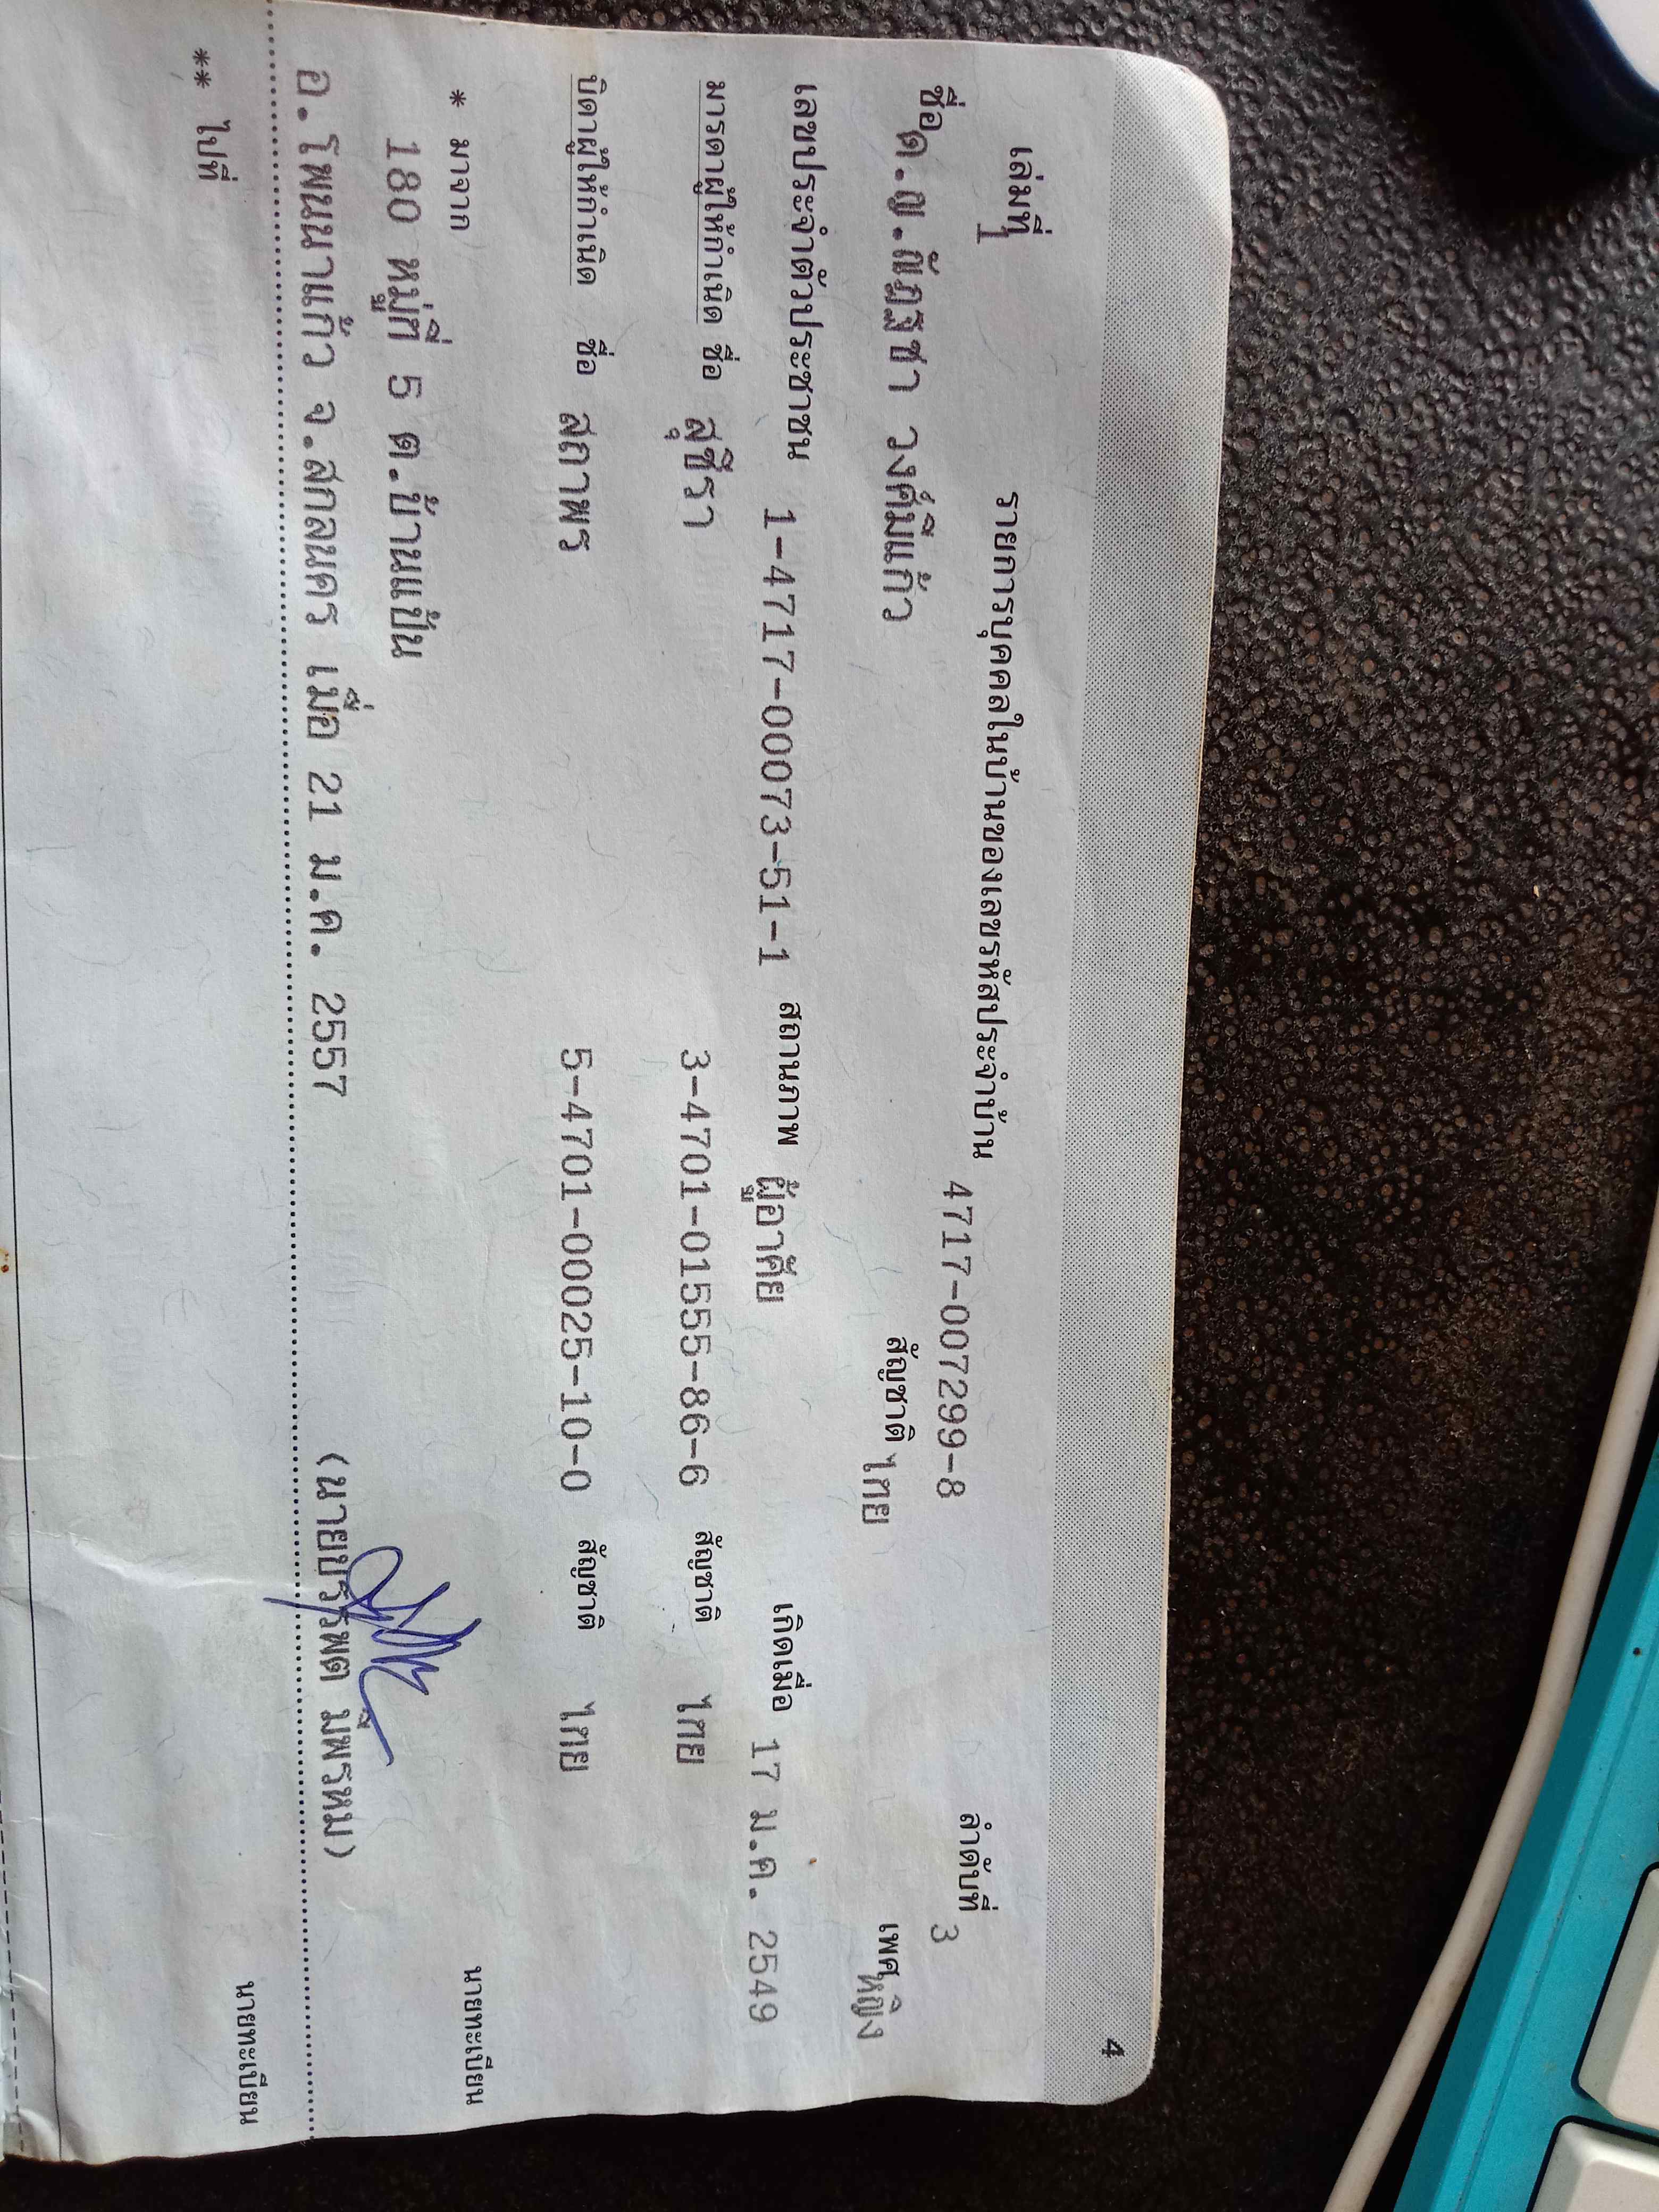 4
เล่มที่ 1 รายการบุคคลในบ้านของเลขรหัสประจำบ้าน 4717-007299-8 ลำดับที่ 3
ชื่อ ด.ญ.ณัฏฐชา วงศ์มีแก้ว สัญชาติ ไทย เพศ หญิง
เลขประจำตัวประชาชน 1-4717-00073-51-1 สถานภาพ ผู้อาศัย เกิดเมื่อ 17 ม.ค. 2549
มารดาผู้ให้กำเนิด ชื่อ สุชีรา 3-4701-01555-86-6 สัญชาติ ไทย
บิดาผู้ให้กำเนิด ชื่อ สถาพร 5-4701-00025-10-0 สัญชาติ ไทย
* มาจาก นายทะเบียน
180 หมู่ที่ 5 ต.บ้านแป้น
อ.โพนนาแก้ว จ.สกลนคร เมื่อ 21 ม.ค. 2557 (นายบรรพต มีพรหม)
** ไปที่ นายทะเบียน